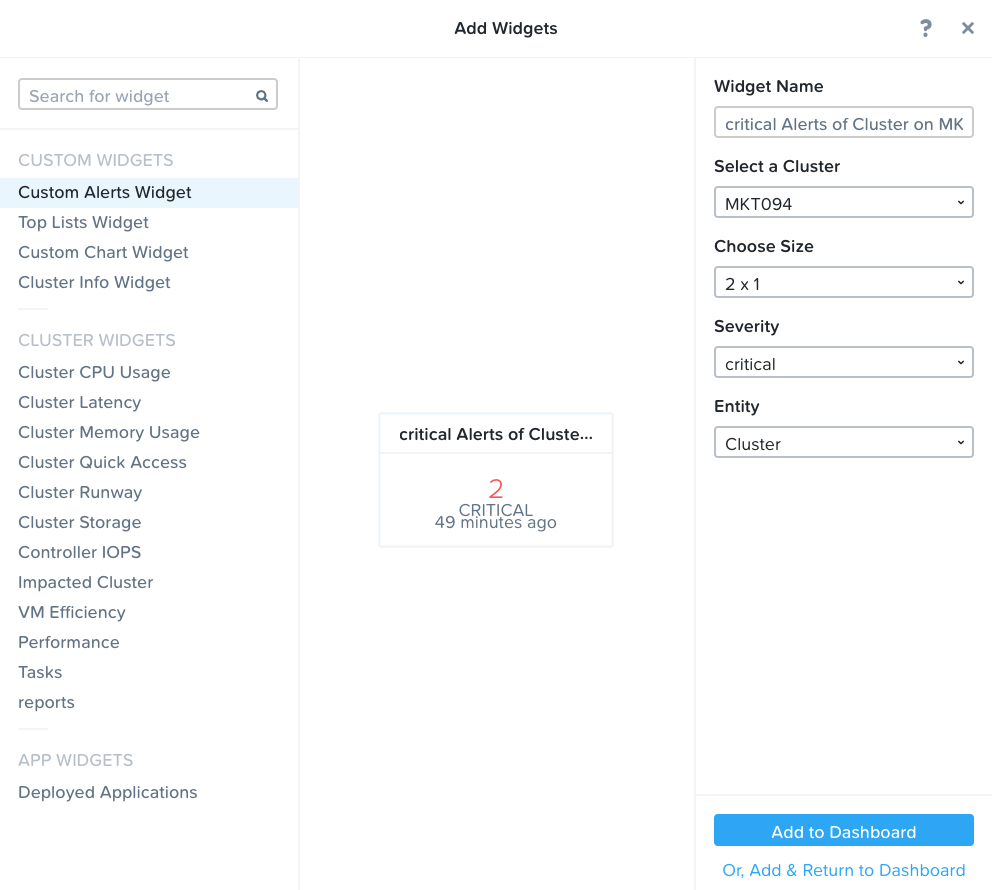 Add Widgets
?
Search for widget
CUSTOM WIDGETS
Custom Alerts Widget
Top Lists Widget
Custom Chart Widget
Cluster Info Widget
CLUSTER WIDGETS
Cluster CPU Usage
Cluster Latency
Cluster Memory Usage
Cluster Quick Access
Cluster Runway
Cluster Storage
Controller IOPS
Impacted Cluster
VM Efficiency
Performance
Tasks
reports
APP WIDGETS
Deployed Applications
critical Alerts of Cluste...
2
CRITICAL
49 minutes ago
Widget Name
critical Alerts of Cluster on MK
Select a Cluster
MKT094
Choose Size
2 x 1
Severity
critical
Entity
Cluster
Add to Dashboard
Or, Add & Return to Dashboard